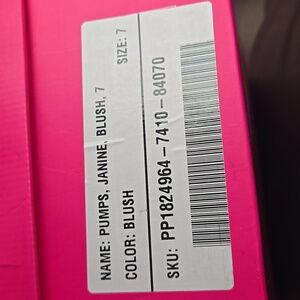 NAME: PUMPS, JANINE, BLUSH, 7
COLOR: BLUSH SIZE: 7
SKU: PP1824964-7410-84070